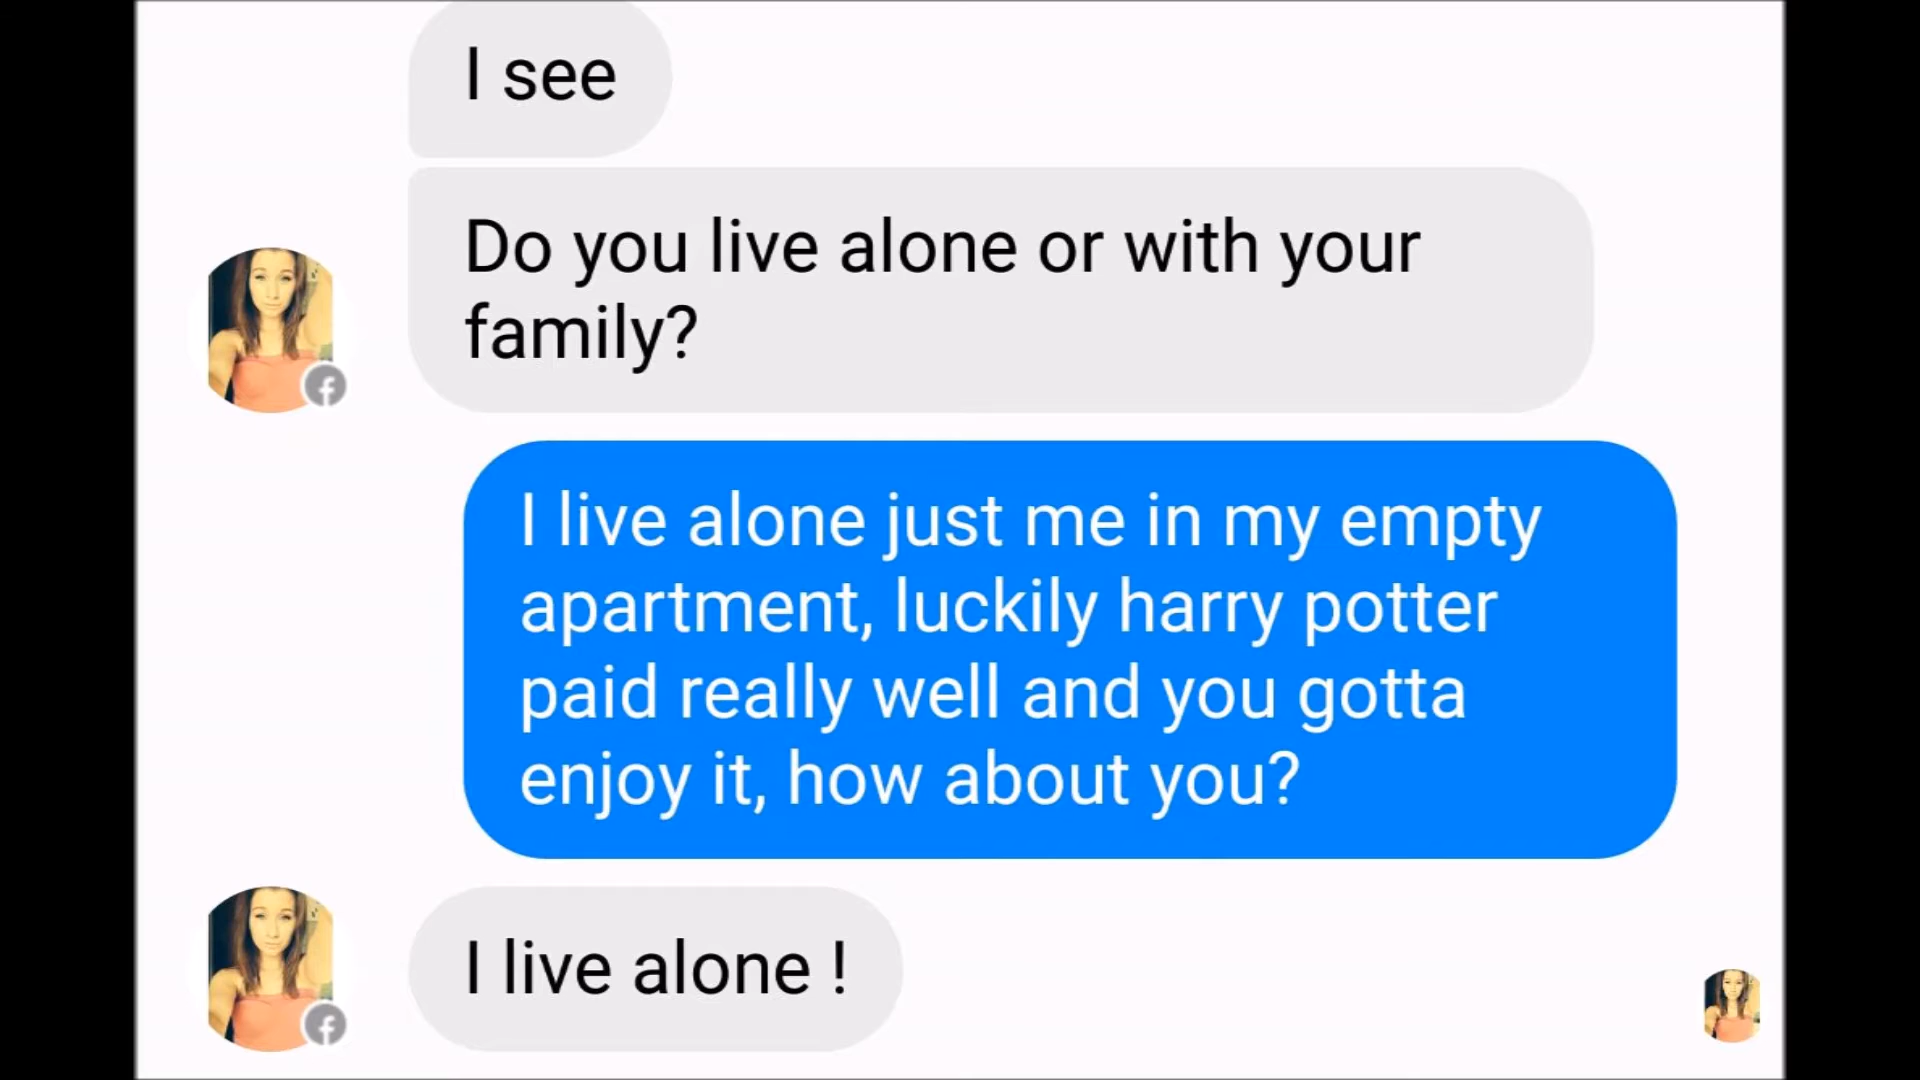 I see
Do you live alone or with your
family?
I live alone just me in my empty
apartment, luckily harry potter
paid really well and you gotta
enjoy it, how about you?
I live alone !